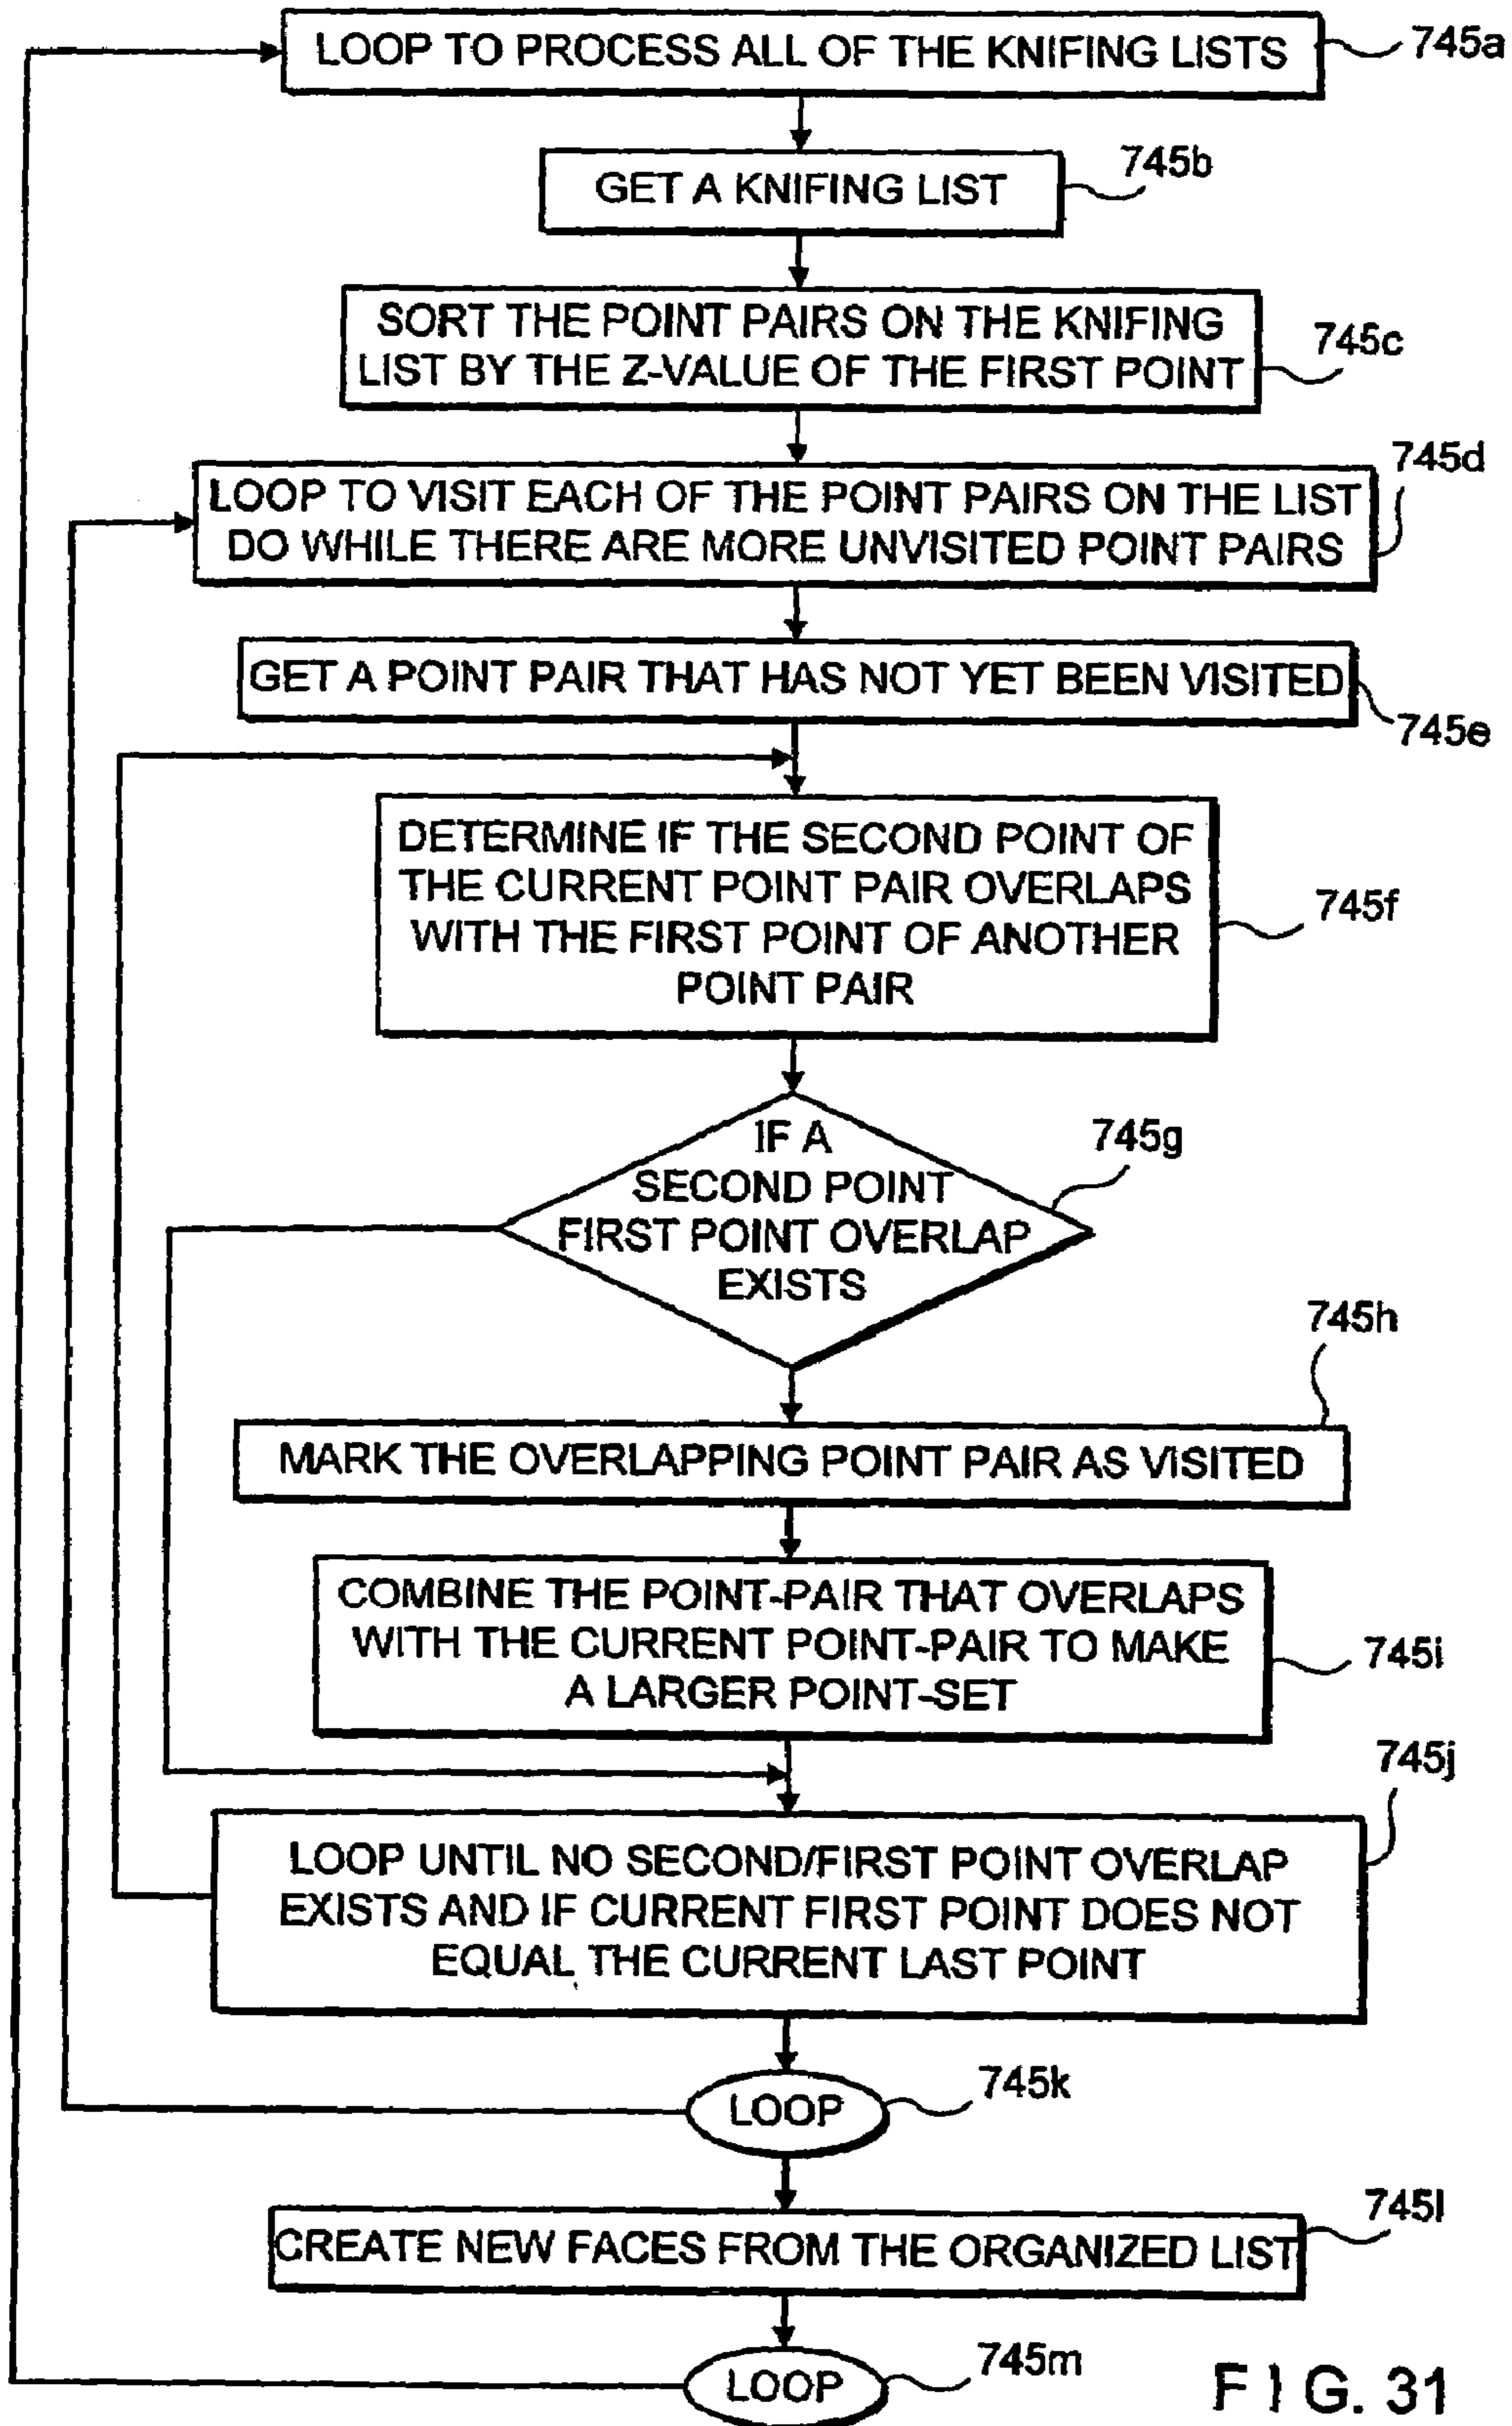 LOOP TO PROCESS ALL OF THE KNIFING LISTS
745a
GET A KNIFING LIST
745b
SORT THE POINT PAIRS ON THE KNIFING
LIST BY THE Z-VALUE OF THE FIRST POINT
745c
LOOP TO VISIT EACH OF THE POINT PAIRS ON THE LIST
DO WHILE THERE ARE MORE UNVISITED POINT PAIRS
745d
GET A POINT PAIR THAT HAS NOT YET BEEN VISITED
745e
DETERMINE IF THE SECOND POINT OF
THE CURRENT POINT PAIR OVERLAPS
WITH THE FIRST POINT OF ANOTHER
POINT PAIR
745f
IF A
SECOND POINT
FIRST POINT OVERLAP
EXISTS
745g
MARK THE OVERLAPPING POINT PAIR AS VISITED
745h
COMBINE THE POINT-PAIR THAT OVERLAPS
WITH THE CURRENT POINT-PAIR TO MAKE
A LARGER POINT-SET
745i
LOOP UNTIL NO SECOND/FIRST POINT OVERLAP
EXISTS AND IF CURRENT FIRST POINT DOES NOT
EQUAL THE CURRENT LAST POINT
745j
LOOP
745k
CREATE NEW FACES FROM THE ORGANIZED LIST
745l
LOOP
745m
FIG. 31